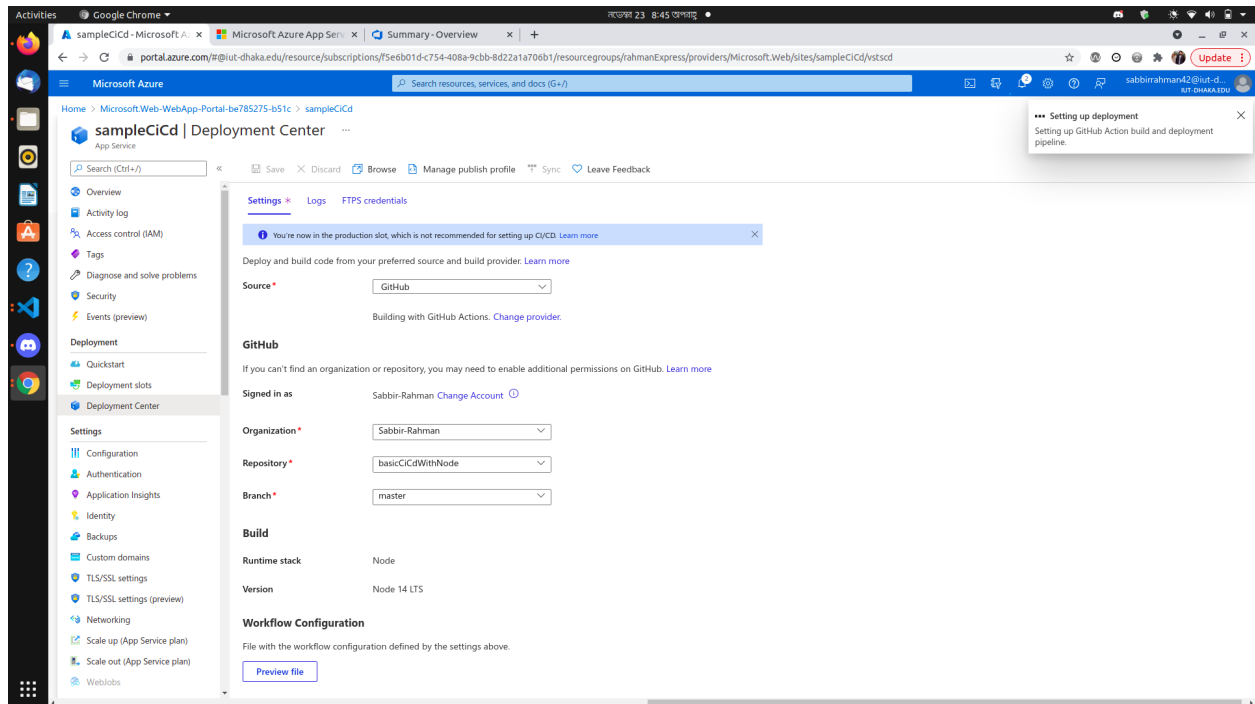 Activities Google Chrome নভেম্বর 23 8:45 অপরাহ্ণ
sampleCiCd - Microsoft Az Microsoft Azure App Serv Summary - Overview
portal.azure.com/#@iut-dhaka.edu/resource/subscriptions/f5e6b01d-c754-408a-9cbb-8d22a1a706b1/resourcegroups/rahmanExpress/providers/Microsoft.Web/sites/sampleCiCd/vstscd Update
Microsoft Azure Search resources, services, and docs (G+/) 2 sabbirrahman42@iut-d...
IUT-DHAKA.EDU
Home > Microsoft.Web-WebApp-Portal-be785275-b51c > sampleCiCd
sampleCiCd | Deployment Center ...
App Service
Setting up deployment
Setting up GitHub Action build and deployment
pipeline.
Search (Ctrl+/) « Save Discard Browse Manage publish profile Sync Leave Feedback
Overview
Activity log
Access control (IAM)
Tags
Diagnose and solve problems
Security
Events (preview)
Deployment
Quickstart
Deployment slots
Deployment Center
Settings
Configuration
Authentication
Application Insights
Identity
Backups
Custom domains
TLS/SSL settings
TLS/SSL settings (preview)
Networking
Scale up (App Service plan)
Scale out (App Service plan)
WebJobs
Settings * Logs FTPS credentials
You're now in the production slot, which is not recommended for setting up CI/CD. Learn more
Deploy and build code from your preferred source and build provider. Learn more
Source* GitHub
Building with GitHub Actions. Change provider.
GitHub
If you can't find an organization or repository, you may need to enable additional permissions on GitHub. Learn more
Signed in as Sabbir-Rahman Change Account
Organization* Sabbir-Rahman
Repository* basicCiCdWithNode
Branch* master
Build
Runtime stack Node
Version Node 14 LTS
Workflow Configuration
File with the workflow configuration defined by the settings above.
Preview file